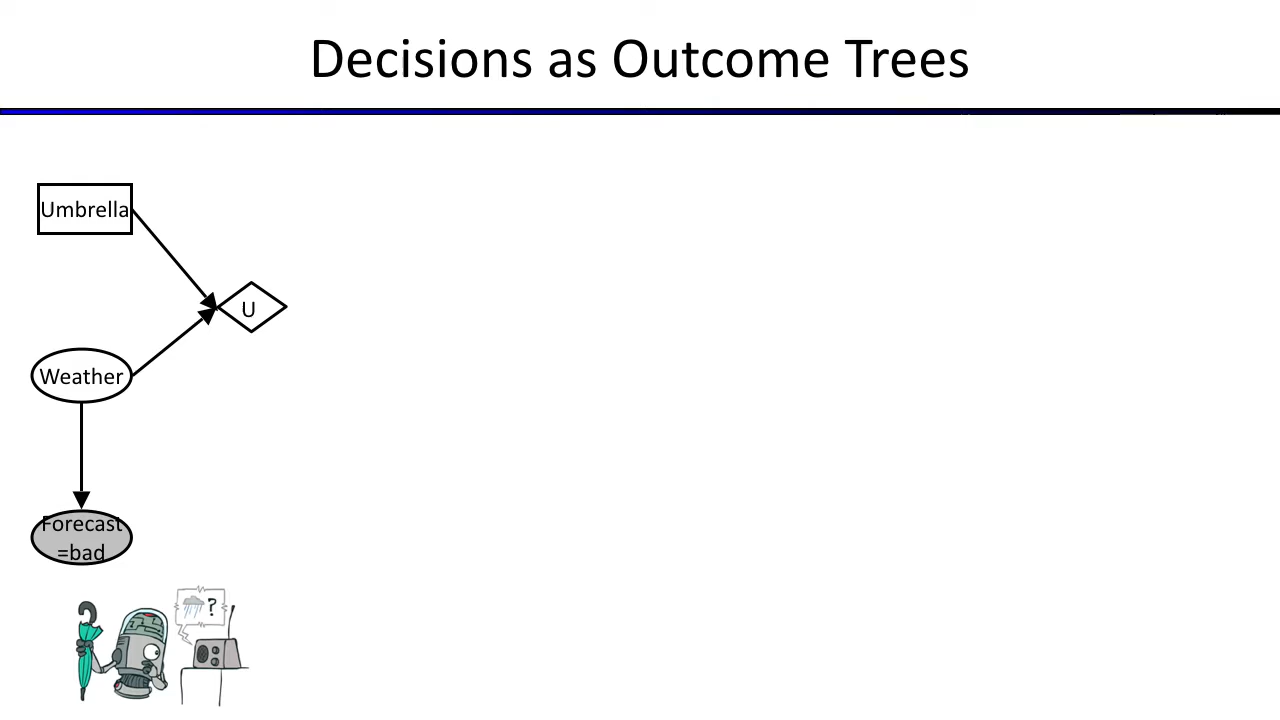 Decisions as Outcome Trees
Umbrella
U
Weather
Forecast
=bad
?